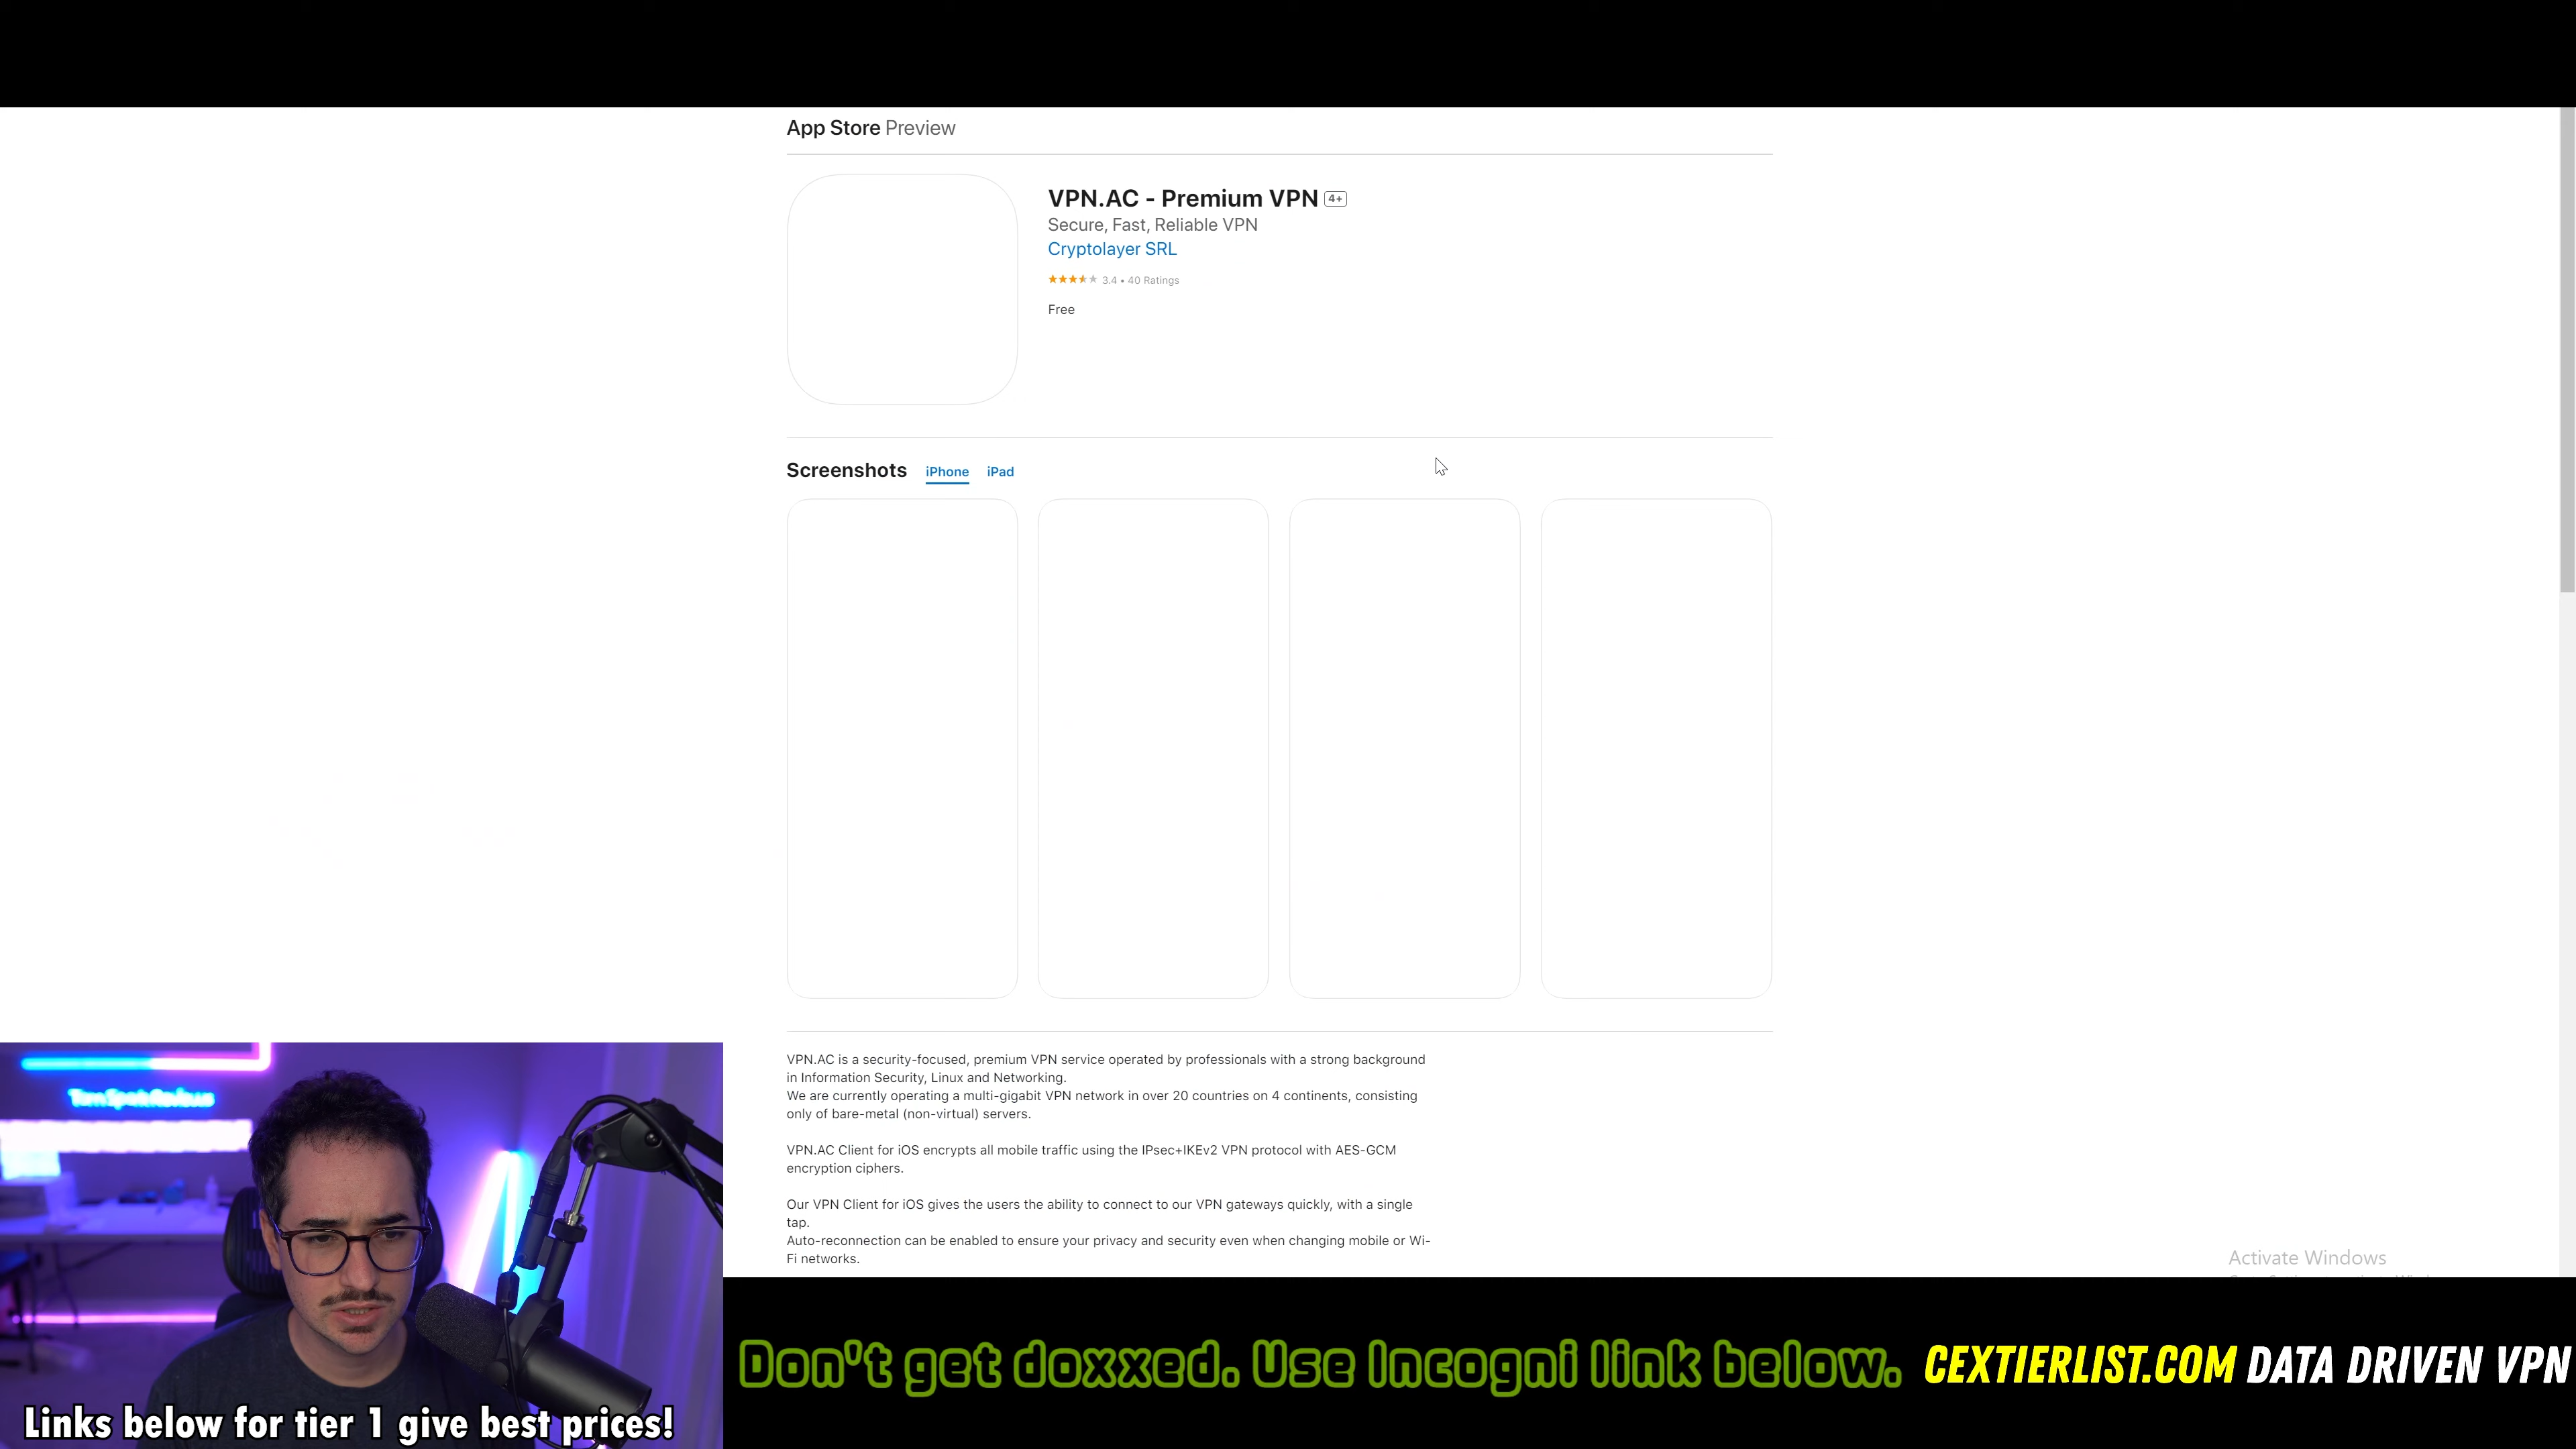 App Store Preview
VPN.AC - Premium VPN 4+
Secure, Fast, Reliable VPN
Cryptolayer SRL
3.4 • 40 Ratings
Free
Screenshots iPhone iPad
VPN.AC is a security-focused, premium VPN service operated by professionals with a strong background
in Information Security, Linux and Networking.
We are currently operating a multi-gigabit VPN network in over 20 countries on 4 continents, consisting
only of bare-metal (non-virtual) servers.
VPN.AC Client for iOS encrypts all mobile traffic using the IPsec+IKEv2 VPN protocol with AES-GCM
encryption ciphers.
Our VPN Client for iOS gives the users the ability to connect to our VPN gateways quickly, with a single
tap.
Auto-reconnection can be enabled to ensure your privacy and security even when changing mobile or Wi-
Fi networks.
Activate Windows
Tom Spark Reviews
Don't get doxxed. Use Incogni link below. CEXTIERLIST.COM DATA DRIVEN VPN
Links below for tier 1 give best prices!